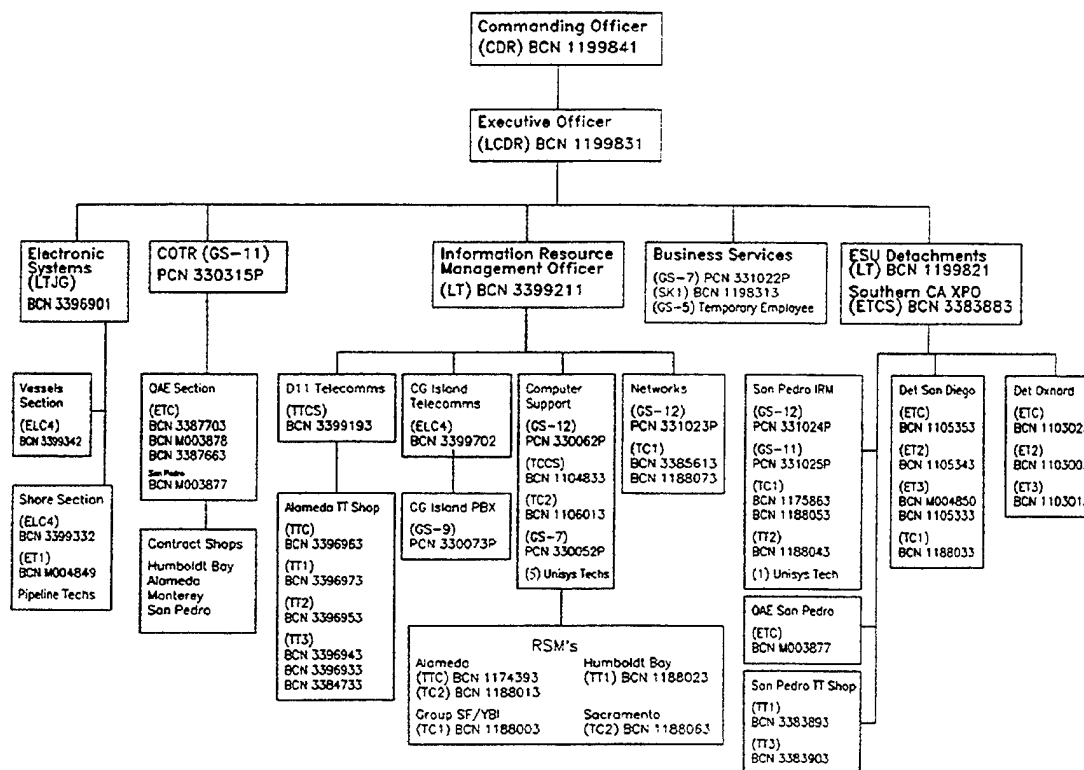 Commanding Officer
(CDR) BCN 1199841
Executive Officer
(LCDR) BCN 1199831
Electronic
Systems
(LTJG)
BCN 3396901
COTR (GS-11)
PCN 330315P
Information Resource
Management Officer
(LT) BCN 3399211
Business Services
(GS-7) PCN 331022P
(SK1) BCN 1198313
(GS-5) Temporary Employee
ESU Detachments
(LT) BCN 1199821
Southern CA XPO
(ETCS) BCN 3383883
Vessels
Section
(ELC4)
BCN 3399342
Shore Section
(ELC4)
BCN 3399332
(ET1)
BCN M004849
Pipeline Techs
QAE Section
(ETC)
BCN 3387703
BCN M003878
BCN 3387663
San Pedro
BCN M003877
Contract Shops
Humboldt Bay
Alameda
Monterey
San Pedro
D11 Telecomms
(TTCS)
BCN 3399193
Alameda TT Shop
(TTC)
BCN 3396963
(TT1)
BCN 3396973
(TT2)
BCN 3396953
(TT3)
BCN 3396943
BCN 3396933
BCN 3384733
CG Island
Telecomms
(ELC4)
BCN 3399702
CG Island PBX
(GS-9)
PCN 330073P
Computer
Support
(GS-12)
PCN 330062P
(TCCS)
BCN 1104833
(TC2)
BCN 1106013
(GS-7)
PCN 330052P
(5) Unisys Techs
Networks
(GS-12)
PCN 331023P
(TC1)
BCN 3385613
BCN 1188073
RSM's
Alameda
(TTC) BCN 1174393
(TC2) BCN 1188013
Humboldt Bay
(TT1) BCN 1188023
Group SF/YBI
(TC1) BCN 1188003
Sacramento
(TC2) BCN 1188063
San Pedro IRM
(GS-12)
PCN 331024P
(GS-11)
PCN 331025P
(TC1)
BCN 1175863
BCN 1188053
(TT2)
BCN 1188043
(1) Unisys Tech
QAE San Pedro
(ETC)
BCN M003877
San Pedro TT Shop
(TT1)
BCN 3383893
(TT3)
BCN 3383903
Det San Diego
(ETC)
BCN 1105353
(ET2)
BCN 1105343
(ET3)
BCN M004850
BCN 1105333
(TC1)
BCN 1188033
Det Oxnard
(ETC)
BCN 110302
(ET2)
BCN 110300
(ET3)
BCN 110301